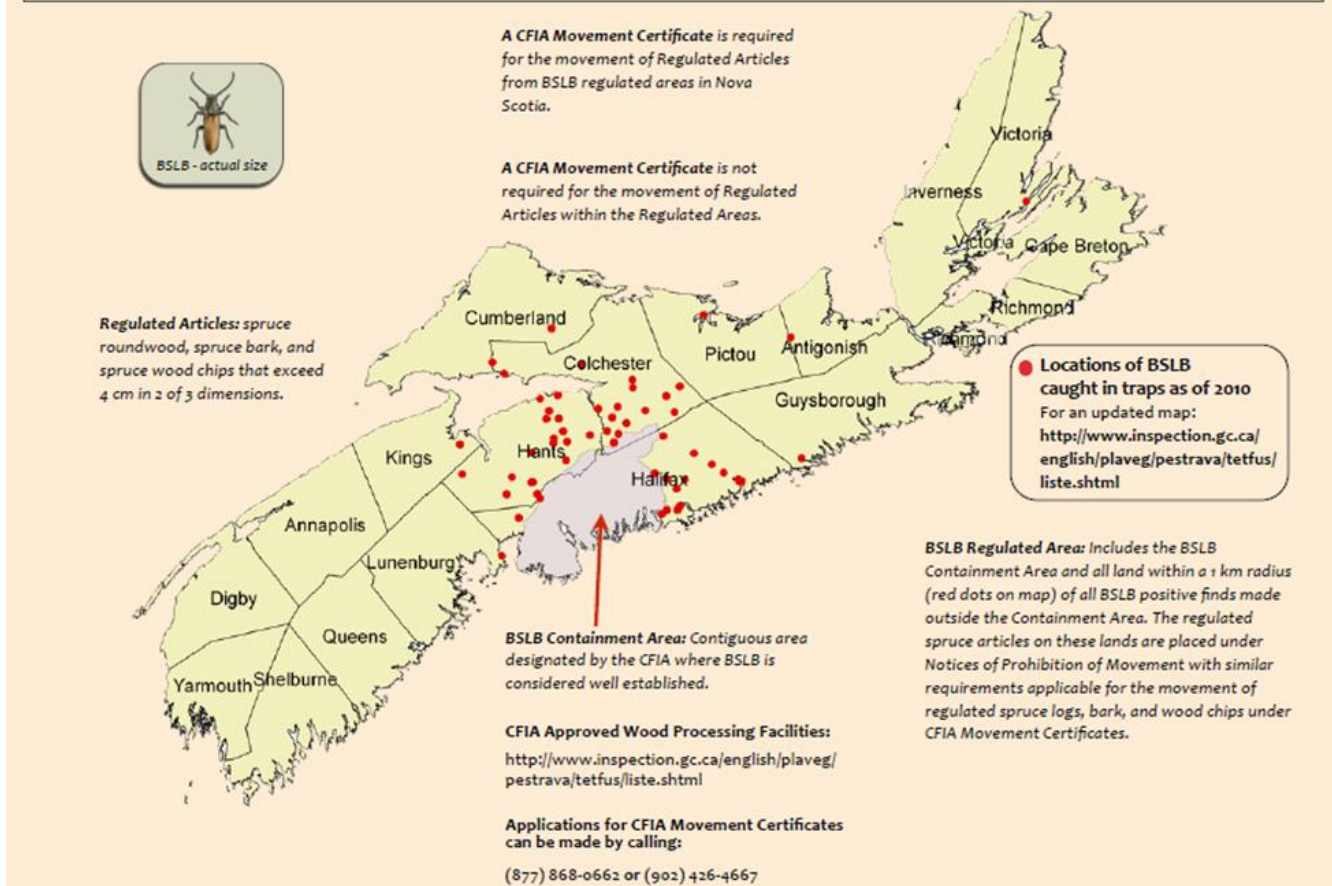 A CFIA Movement Certificate is required
for the movement of Regulated Articles
from BSLB regulated areas in Nova
Scotia.
BSLB - actual size
A CFIA Movement Certificate is not
required for the movement of Regulated
Articles within the Regulated Areas.
Victoria
Inverness
Victoria
Cape Breton
Richmond
Richmond
Regulated Articles: spruce
roundwood, spruce bark, and
spruce wood chips that exceed
4 cm in 2 of 3 dimensions.
Cumberland
Colchester
Pictou
Antigonish
Guysborough
Locations of BSLB
caught in traps as of 2010
For an updated map:
http://www.inspection.gc.ca/
english/plaveg/pestrava/tetfus/
liste.shtml
Kings
Hants
Halifax
Annapolis
Lunenburg
Digby
Queens
Yarmouth
Shelburne
BSLB Containment Area: Contiguous area
designated by the CFIA where BSLB is
considered well established.
BSLB Regulated Area: Includes the BSLB
Containment Area and all land within a 1 km radius
(red dots on map) of all BSLB positive finds made
outside the Containment Area. The regulated
spruce articles on these lands are placed under
Notices of Prohibition of Movement with similar
requirements applicable for the movement of
regulated spruce logs, bark, and wood chips under
CFIA Movement Certificates.
CFIA Approved Wood Processing Facilities:
http://www.inspection.gc.ca/english/plaveg/
pestrava/tetfus/liste.shtml
Applications for CFIA Movement Certificates
can be made by calling:
(877) 868-0662 or (902) 426-4667